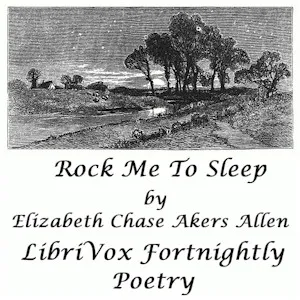 Rock Me To Sleep
by
Elizabeth Chase Akers Allen
LibriVox Fortnightly
Poetry